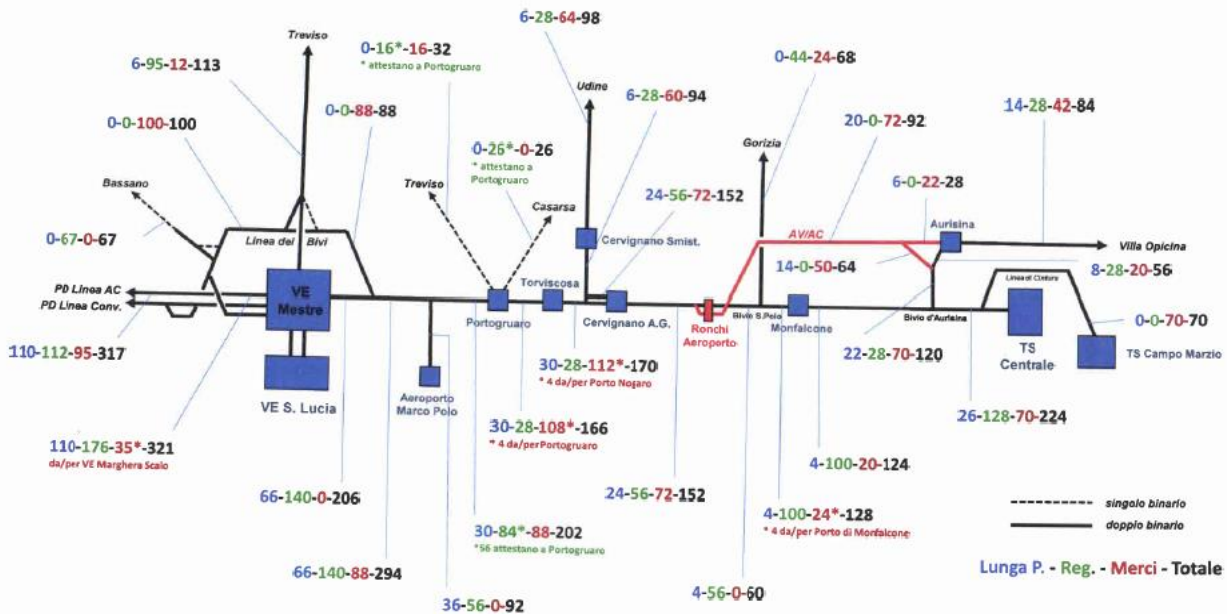 6-28-64-98
Treviso
0-16*-16-32
* attestano a Portogruaro
6-95-12-113
Udine
6-28-60-94
0-44-24-68
0-0-88-88
14-28-42-84
20-0-72-92
0-0-100-100
0-26*-0-26
* attestano a
Portogruaro
Gorizia
Bassano
Treviso
Casarsa
24-56-72-152
6-0-22-28
Aurisina
Linea dei Bivi
Cervignano Smist.
AV/AC
Villa Opicina
0-67-0-67
14-0-50-64
8-28-20-56
Linea di Cintura
PD Linea AC
PD Linea Conv.
VE
Mestre
Torviscosa
Portogruaro
Cervignano A.G.
Ronchi
Aeroporto
Bivio S.Polo
Monfalcone
Bivio d'Aurisina
TS
Centrale
0-0-70-70
TS Campo Marzio
110-112-95-317
VE S. Lucia
Aeroporto
Marco Polo
30-28-112*-170
* 4 da/per Porto Nogaro
22-28-70-120
30-28-108*-166
* 4 da/per Portogruaro
26-128-70-224
110-176-35*-321
da/per VE Marghera Scalo
4-100-20-124
66-140-0-206
24-56-72-152
4-100-24*-128
* 4 da/per Porto di Monfalcone
singolo binario
doppio binario
30-84*-88-202
*56 attestano a Portogruaro
66-140-88-294
36-56-0-92
4-56-0-60
Lunga P. - Reg. - Merci - Totale